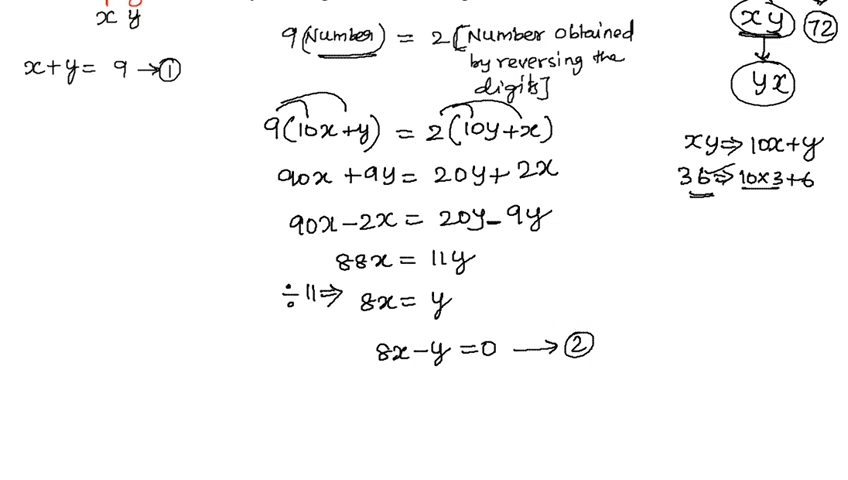 x y
xy 72
9(Number) = 2[Number obtained
by reversing the
digits]
x+y= 9 →①
yx
9(10x+y) = 2(10y+x)
xy⇒10x+y
90x +9y= 20y+ 2x
36⇒ 10×3+6
90x-2x= 20y-9y
88x= 11y
÷11⇒ 8x= y
8x-y=0 →②